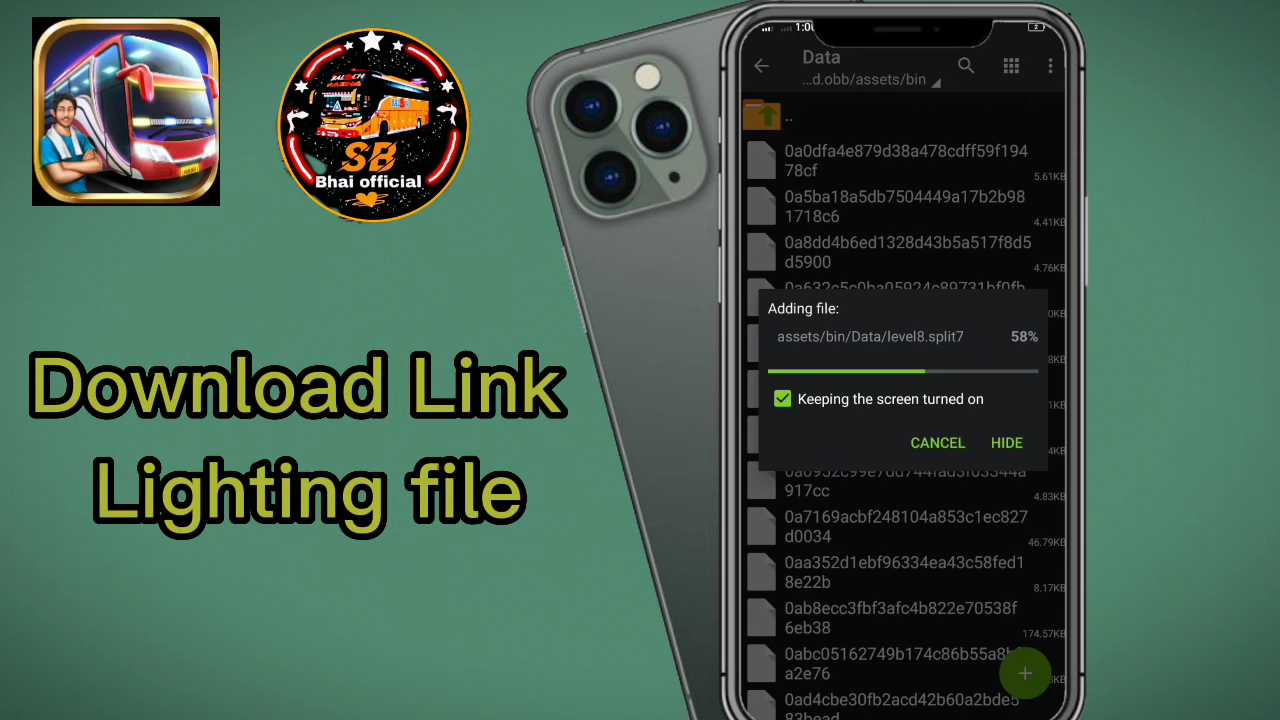 BALOCH
SB
Bhai official
Download Link
Lighting file
Data
...d.obb/assets/bin
..
0a0dfa4e879d38a478cdff59f194
78cf
5.61KB
0a5ba18a5db7504449a17b2b98
1718c6
4.41KB
0a8dd4b6ed1328d43b5a517f8d5
d5900
4.76KB
Adding file:
assets/bin/Data/level8.split7 58%
Keeping the screen turned on
CANCEL HIDE
917cc
4.83KB
0a7169acbf248104a853c1ec827
d0034
46.79KB
0aa352d1ebf96334ea43c58fed1
8e22b
8.17KB
0ab8ecc3fbf3afc4b822e70538f
6eb38
174.57KB
0abc05162749b174c86b55a8bf
a2e76
0ad4cbe30fb2acd42b60a2bde5